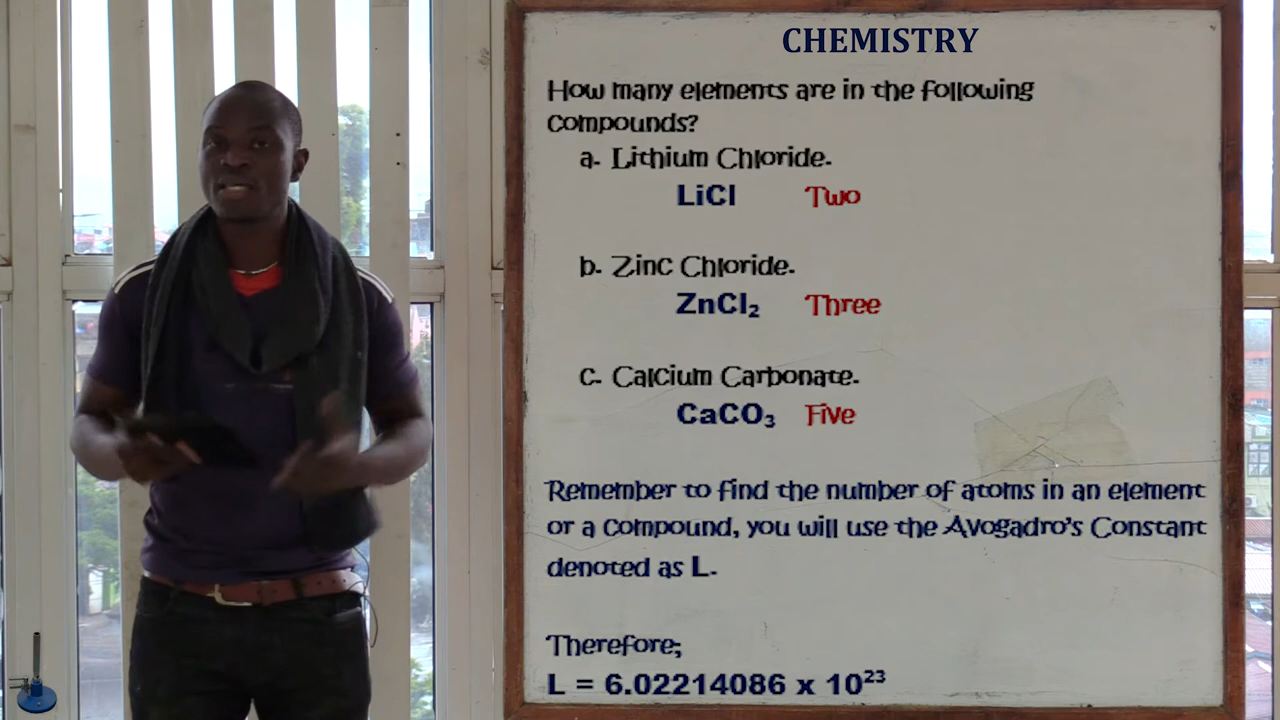 CHEMISTRY
How many elements are in the following
compounds?
a. Lithium Chloride.
LiCl Two
b. Zinc Chloride.
ZnCl₂ Three
c. Calcium Carbonate.
CaCO₃ Five
Remember to find the number of atoms in an element
or a compound, you will use the Avogadro's Constant
denoted as L.
Therefore;
L = 6.02214086 x 10²³